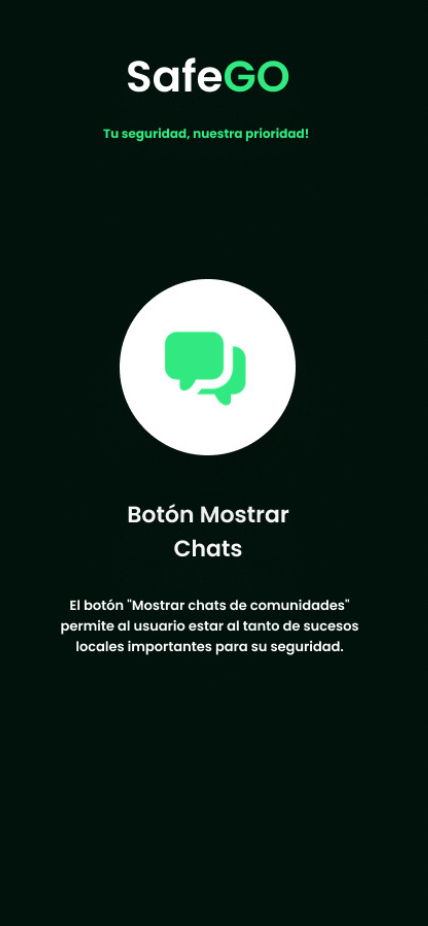 SafeGO
Tu seguridad, nuestra prioridad!
Botón Mostrar
Chats
El botón "Mostrar chats de comunidades"
permite al usuario estar al tanto de sucesos
locales importantes para su seguridad.